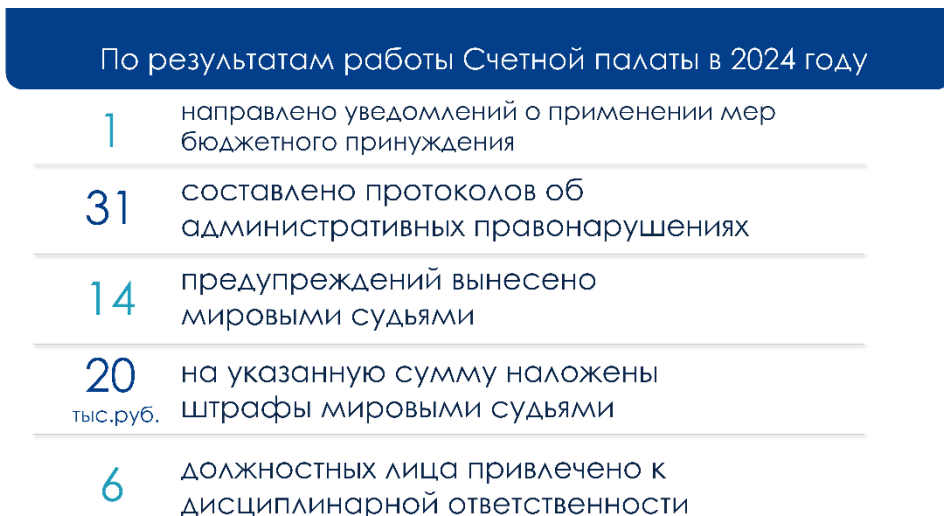 По результатам работы Счетной палаты в 2024 году
1
направлено уведомлений о применении мер
бюджетного принуждения
31
составлено протоколов об
административных правонарушениях
14
предупреждений вынесено
мировыми судьями
20
тыс.руб.
на указанную сумму наложены
штрафы мировыми судьями
6
должностных лица привлечено к
дисциплинарной ответственности